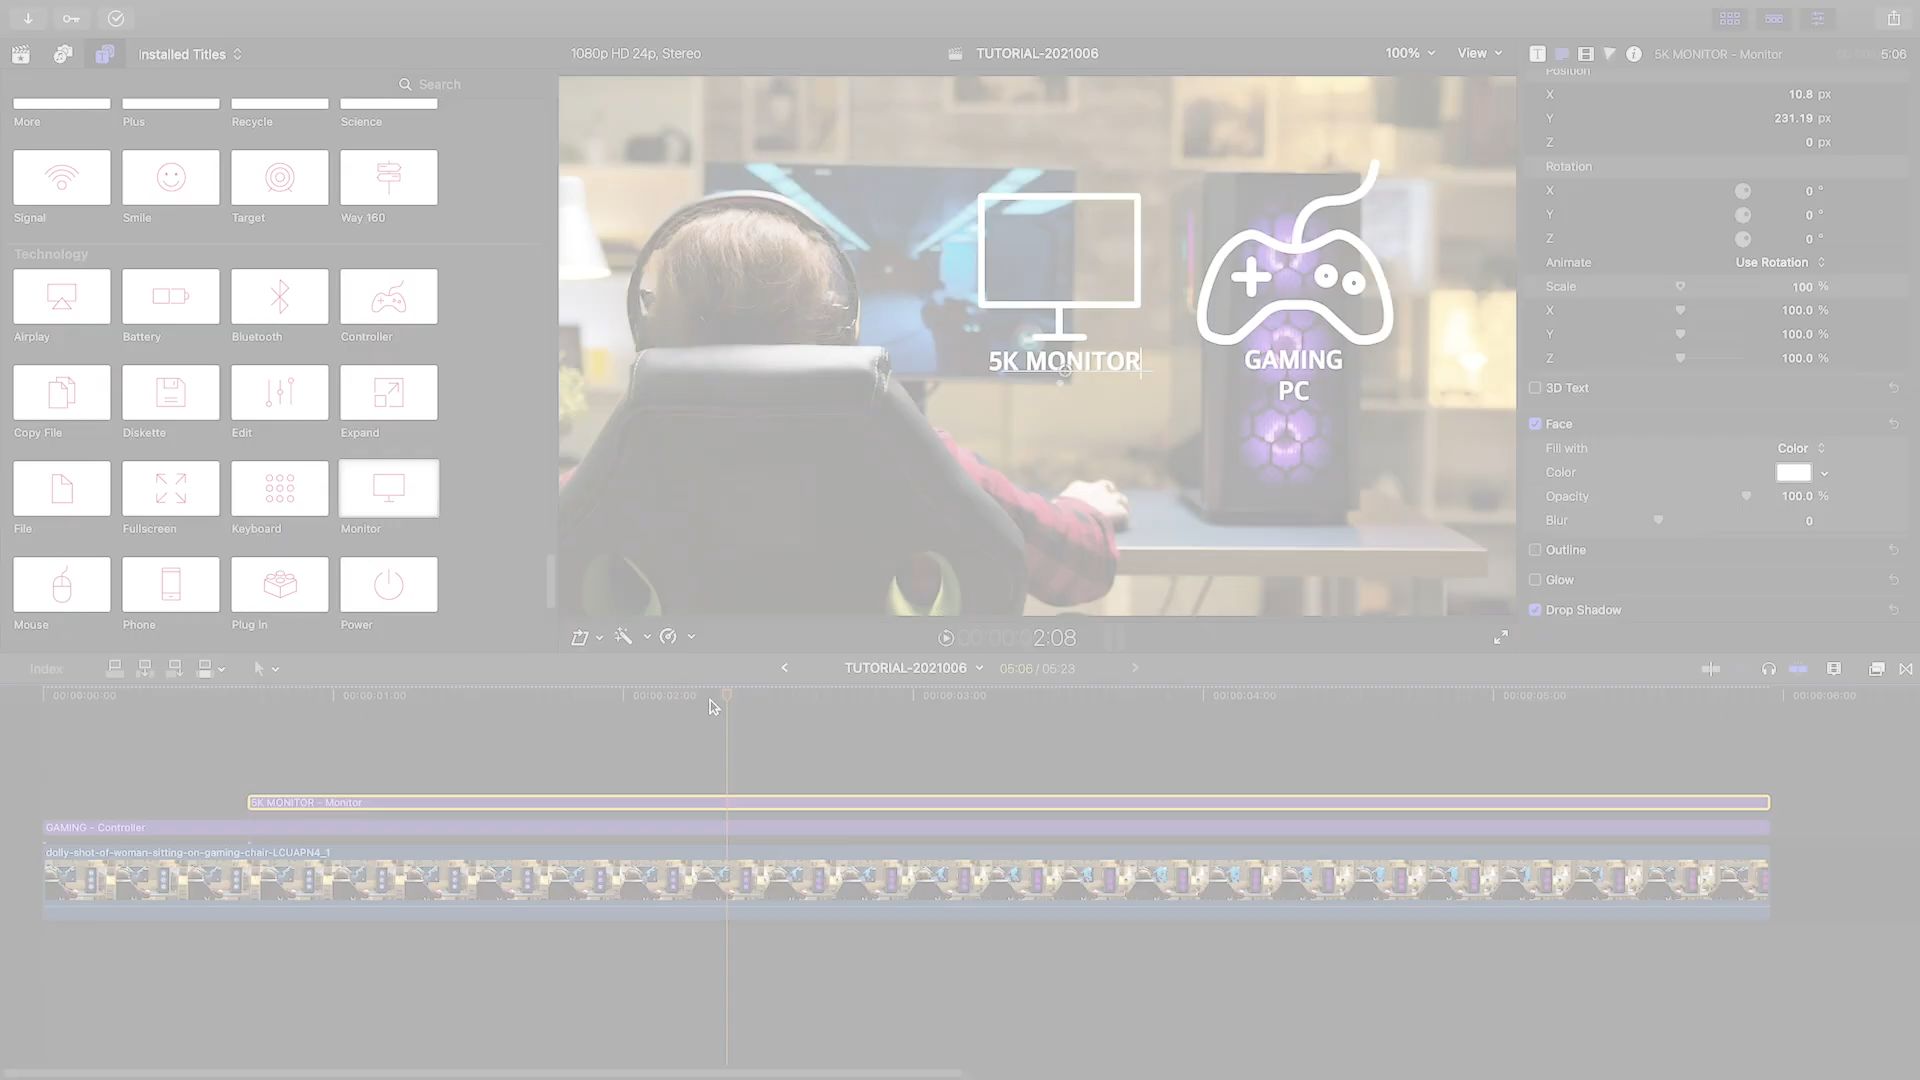 Installed Titles
1080p HD 24p, Stereo
TUTORIAL-2021006
100%
View
5K MONITOR - Monitor
5:06
Search
More
Plus
Recycle
Science
Signal
Smile
Target
Way 160
Technology
Airplay
Battery
Bluetooth
Controller
Copy File
Diskette
Edit
Expand
File
Fullscreen
Keyboard
Monitor
Mouse
Phone
Plug In
Power
5K MONITOR
GAMING
PC
Position
X
10.8 px
Y
231.19 px
Z
0 px
Rotation
X
0 °
Y
0 °
Z
0 °
Animate
Use Rotation
Scale
100 %
X
100.0 %
Y
100.0 %
Z
100.0 %
3D Text
Face
Fill with
Color
Color
Opacity
100.0 %
Blur
0
Outline
Glow
Drop Shadow
00:00:02:08
Index
TUTORIAL-2021006
05:06 / 05:23
00:00:00:00
00:00:01:00
00:00:02:00
00:00:03:00
00:00:04:00
00:00:05:00
00:00:06:00
5K MONITOR - Monitor
GAMING - Controller
dolly-shot-of-woman-sitting-on-gaming-chair-LCUAPN4_1